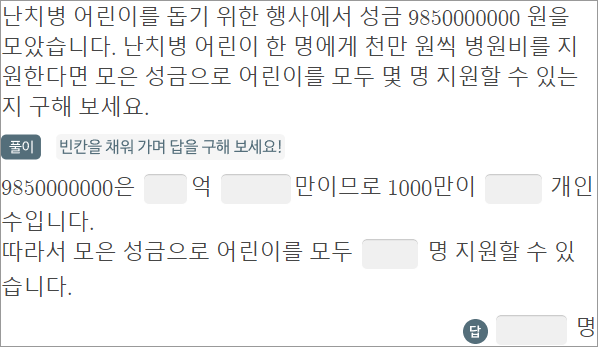 난치병 어린이를 돕기 위한 행사에서 성금 9850000000 원을
모았습니다. 난치병 어린이 한 명에게 천만 원씩 병원비를 지
원한다면 모은 성금으로 어린이를 모두 몇 명 지원할 수 있는
지 구해 보세요.
풀이 빈칸을 채워 가며 답을 구해 보세요!
9850000000은 억 만이므로 1000만이 개인
수입니다.
따라서 모은 성금으로 어린이를 모두 명 지원할 수 있
습니다.
답 명